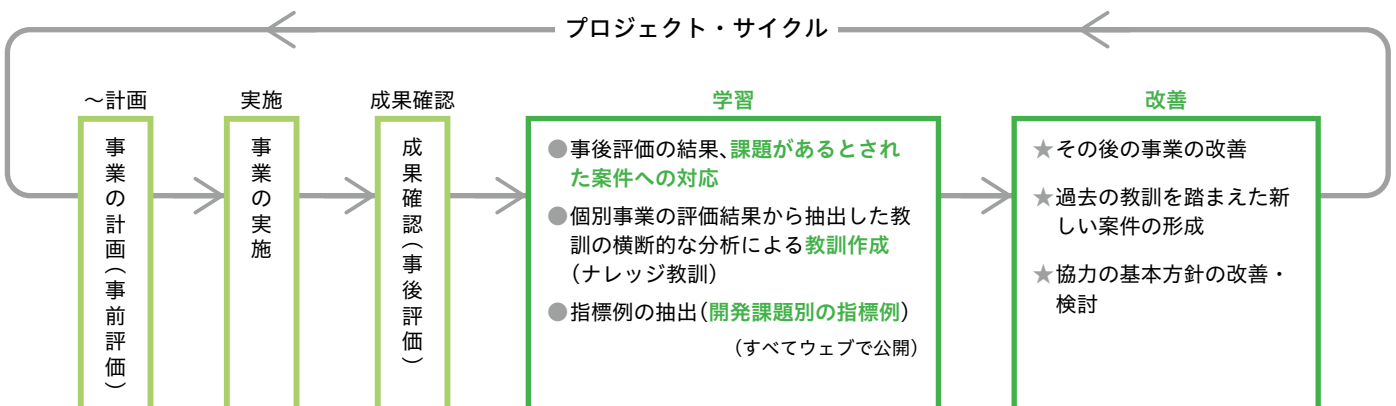 プロジェクト・サイクル
～計画
事業の計画（事前評価）
実施
事業の実施
成果確認
成果確認（事後評価）
学習
●事後評価の結果、課題があるとされ
た案件への対応
●個別事業の評価結果から抽出した教
訓の横断的な分析による教訓作成
（ナレッジ教訓）
●指標例の抽出（開発課題別の指標例）
（すべてウェブで公開）
改善
★その後の事業の改善
★過去の教訓を踏まえた新
しい案件の形成
★協力の基本方針の改善・
検討